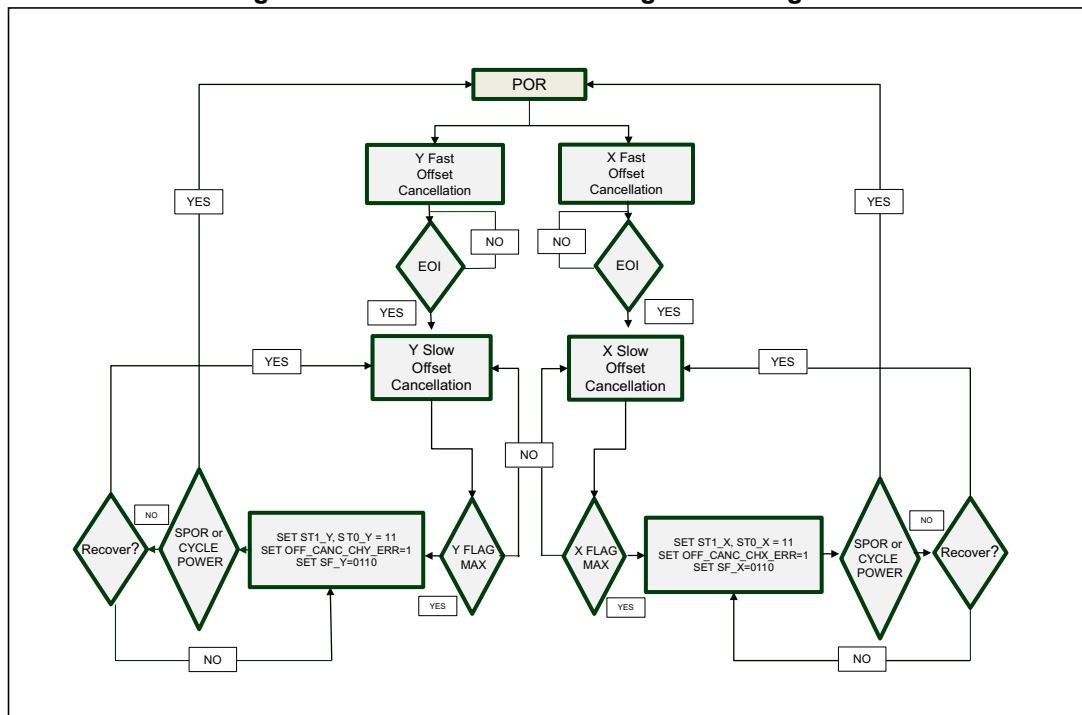 POR
Y Fast
Offset
Cancellation
X Fast
Offset
Cancellation
YES
YES
NO
NO
EOI
EOI
YES
YES
Y Slow
Offset
Cancellation
X Slow
Offset
Cancellation
YES
YES
NO
Recover?
NO
SPOR or
CYCLE
POWER
SET ST1_Y, ST0_Y = 11
SET OFF_CANC_CHY_ERR=1
SET SF_Y=0110
Y FLAG
MAX
YES
X FLAG
MAX
YES
SET ST1_X, ST0_X = 11
SET OFF_CANC_CHX_ERR=1
SET SF_X=0110
SPOR or
CYCLE
POWER
NO
Recover?
NO
NO